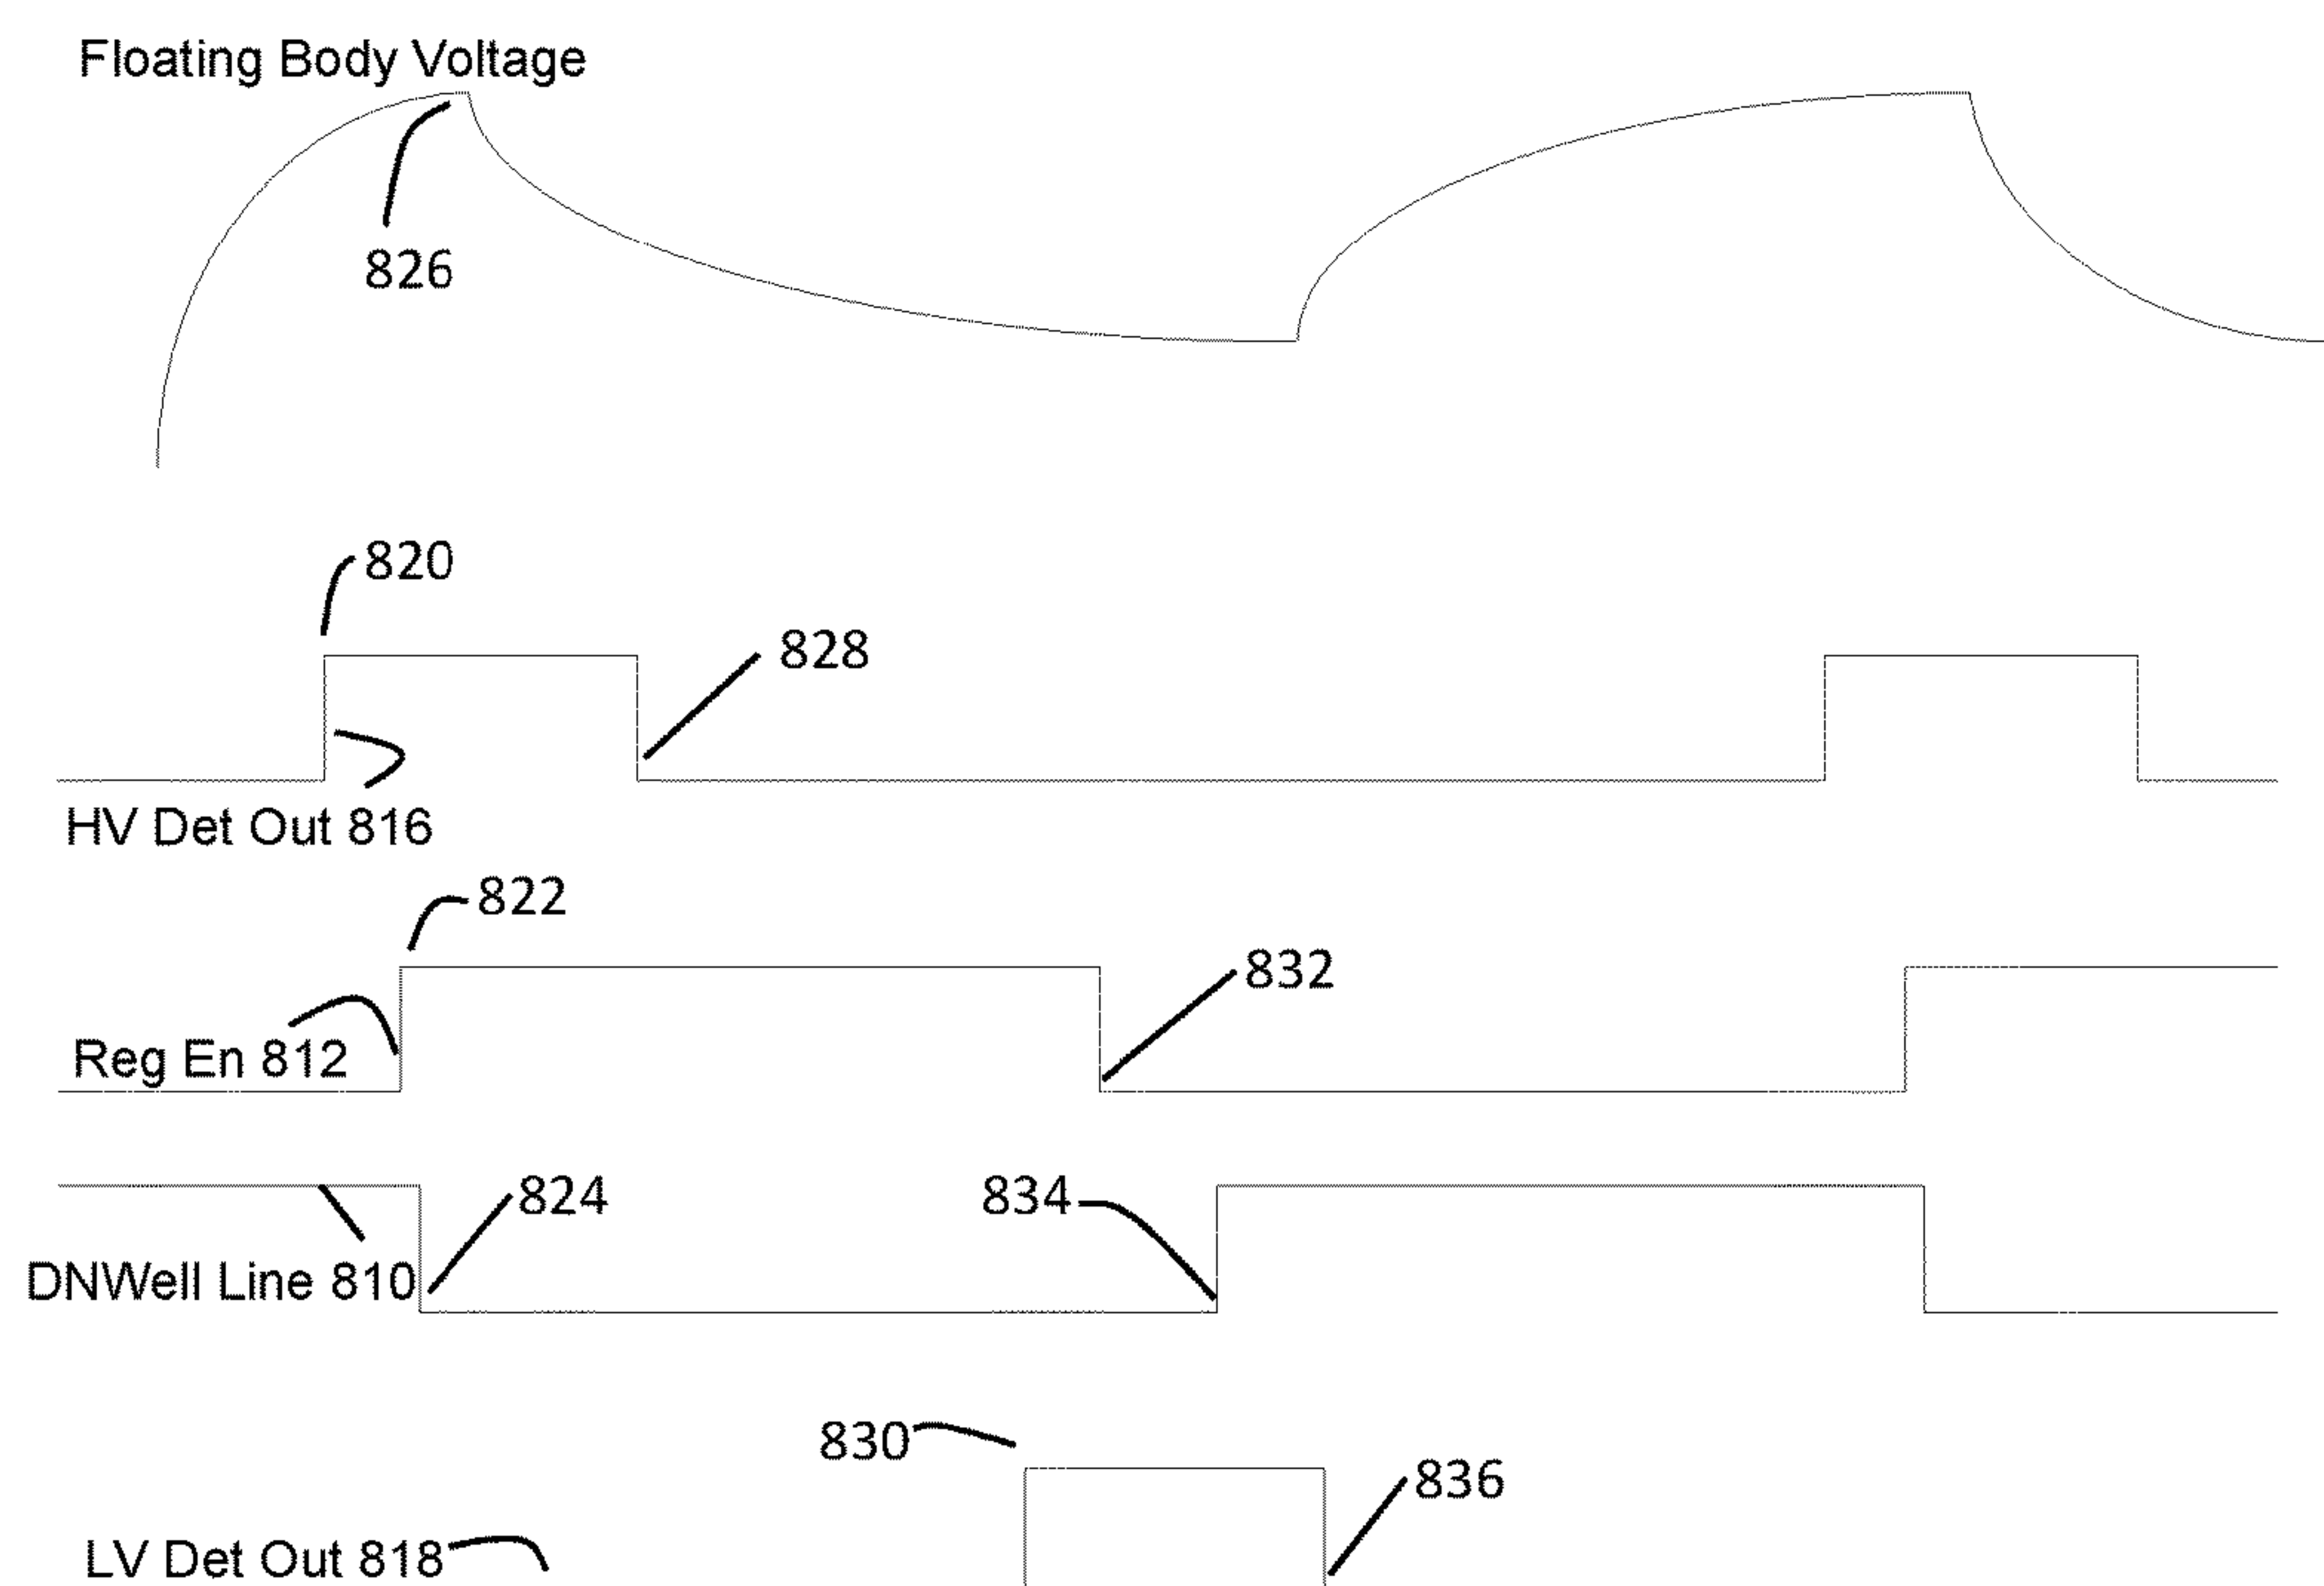 Floating Body Voltage
826
820
828
HV Det Out 816
822
832
Reg En 812
824
834
DNWell Line 810
830
836
LV Det Out 818